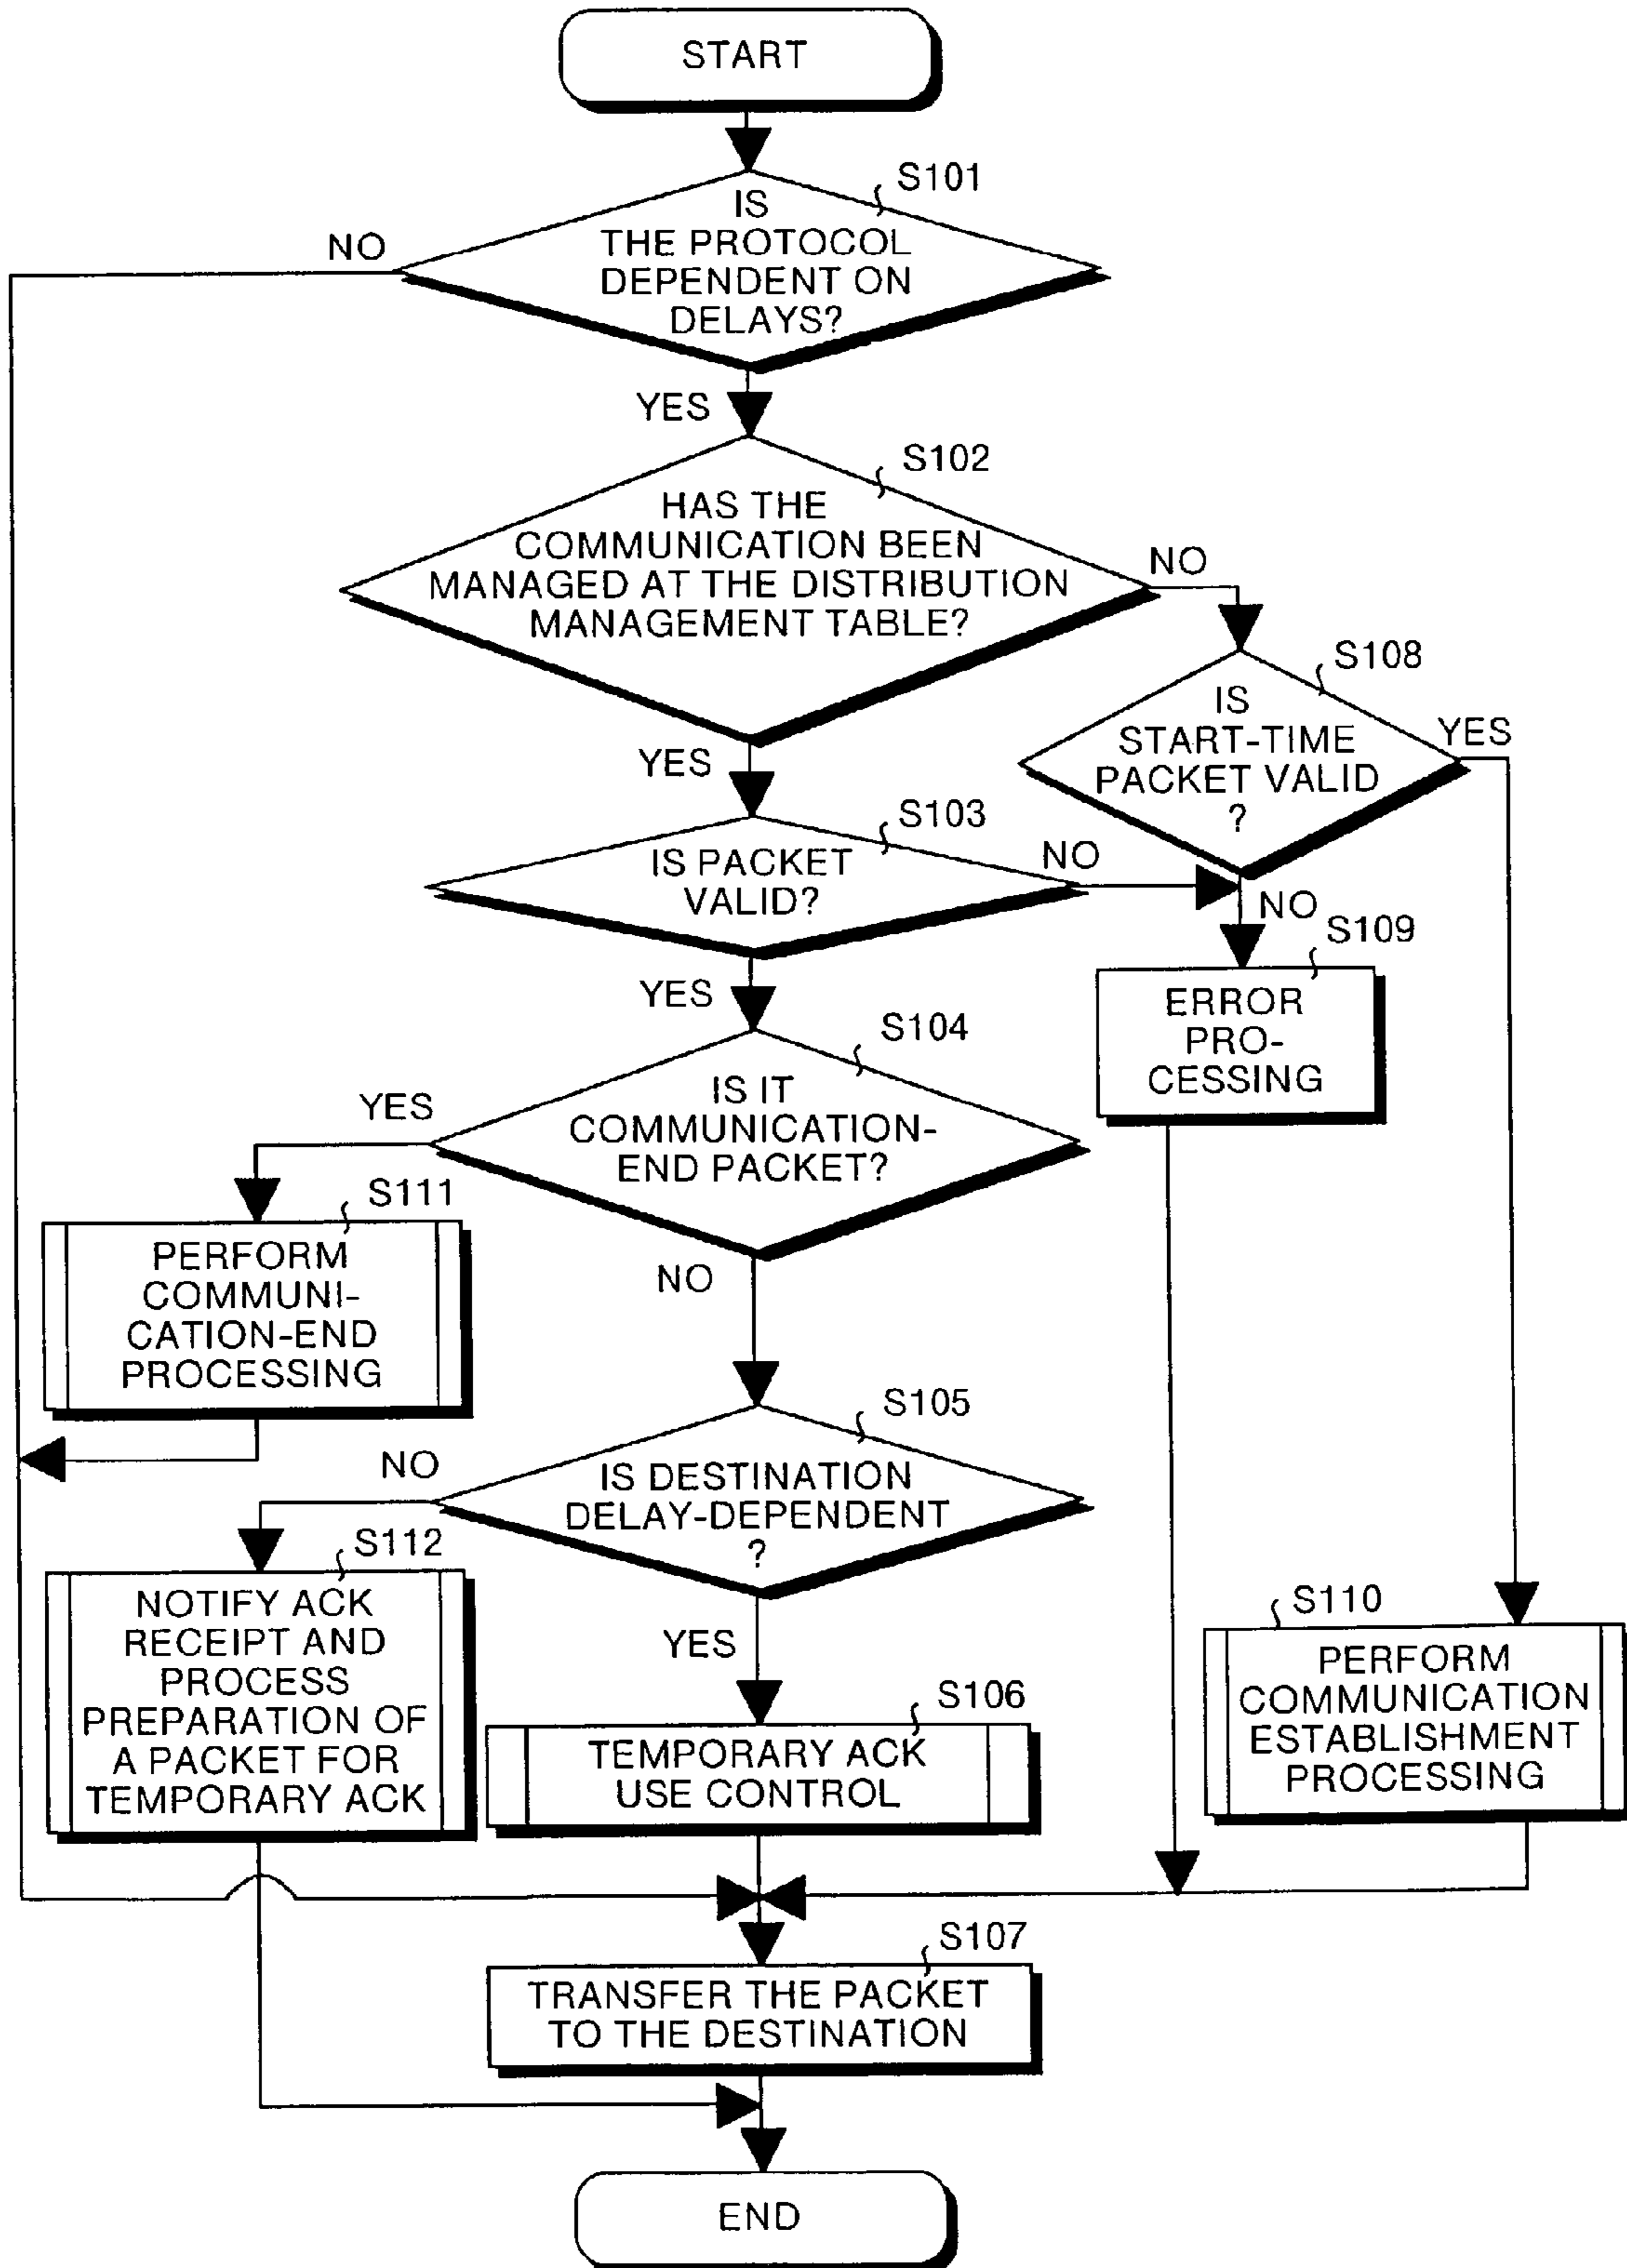 START
S101
IS
THE PROTOCOL
DEPENDENT ON
DELAYS?
NO
YES
S102
HAS THE
COMMUNICATION BEEN
MANAGED AT THE DISTRIBUTION
MANAGEMENT TABLE?
NO
YES
S108
IS
START-TIME
PACKET VALID
?
YES
NO
S103
IS PACKET
VALID?
NO
YES
S109
ERROR
PRO-
CESSING
S104
IS IT
COMMUNICATION-
END PACKET?
YES
NO
S111
PERFORM
COMMUNI-
CATION-END
PROCESSING
S105
IS DESTINATION
DELAY-DEPENDENT
?
NO
YES
S112
NOTIFY ACK
RECEIPT AND
PROCESS
PREPARATION OF
A PACKET FOR
TEMPORARY ACK
S106
TEMPORARY ACK
USE CONTROL
S110
PERFORM
COMMUNICATION
ESTABLISHMENT
PROCESSING
S107
TRANSFER THE PACKET
TO THE DESTINATION
END